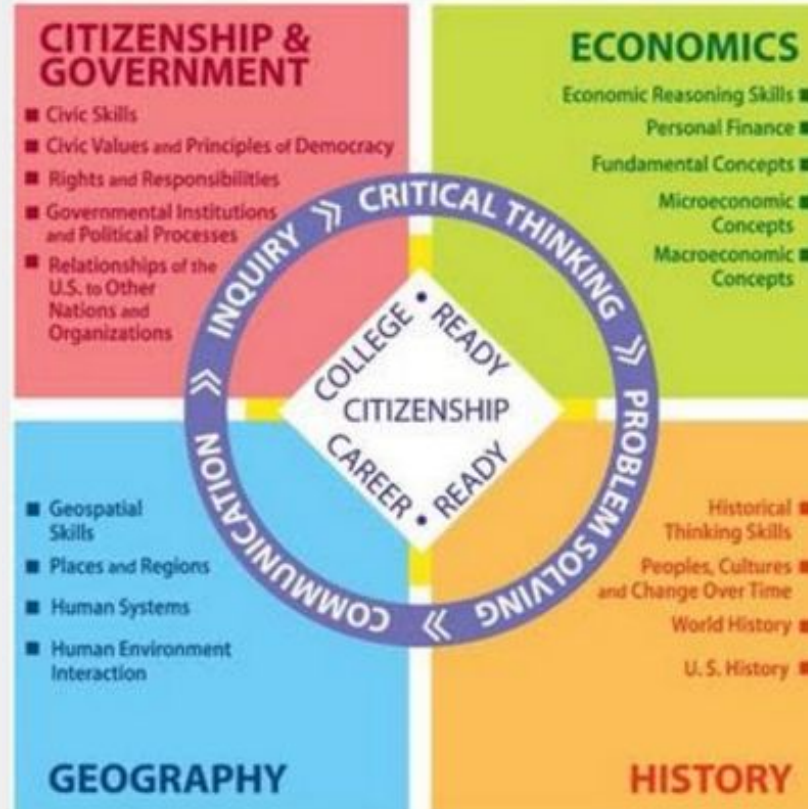 CITIZENSHIP &
GOVERNMENT
Civic Skills
Civic Values and Principles of Democracy
Rights and Responsibilities
Governmental Institutions
and Political Processes
Relationships of the
U.S. to Other
Nations and
Organizations
ECONOMICS
Economic Reasoning Skills
Personal Finance
Fundamental Concepts
Microeconomic
Concepts
Macroeconomic
Concepts
INQUIRY » CRITICAL THINKING » PROBLEM SOLVING » COMMUNICATION »
COLLEGE • READY
CITIZENSHIP
CAREER • READY
Geospatial
Skills
Places and Regions
Human Systems
Human Environment
Interaction
GEOGRAPHY
Historical
Thinking Skills
Peoples, Cultures
and Change Over Time
World History
U. S. History
HISTORY